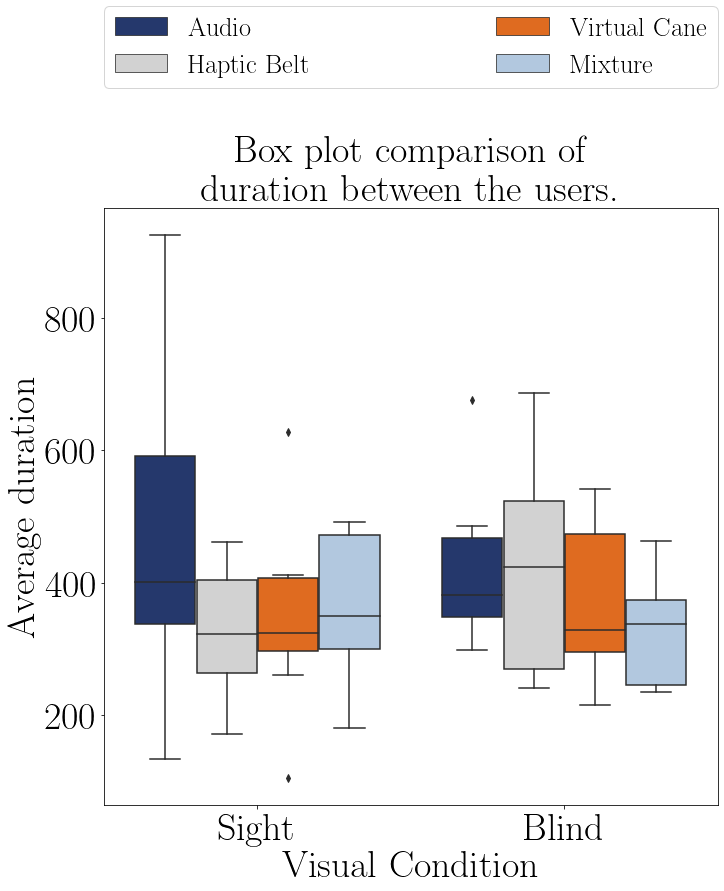 Audio
Haptic Belt
Virtual Cane
Mixture
Box plot comparison of
duration between the users.
Average duration
800
600
400
200
Sight
Blind
Visual Condition